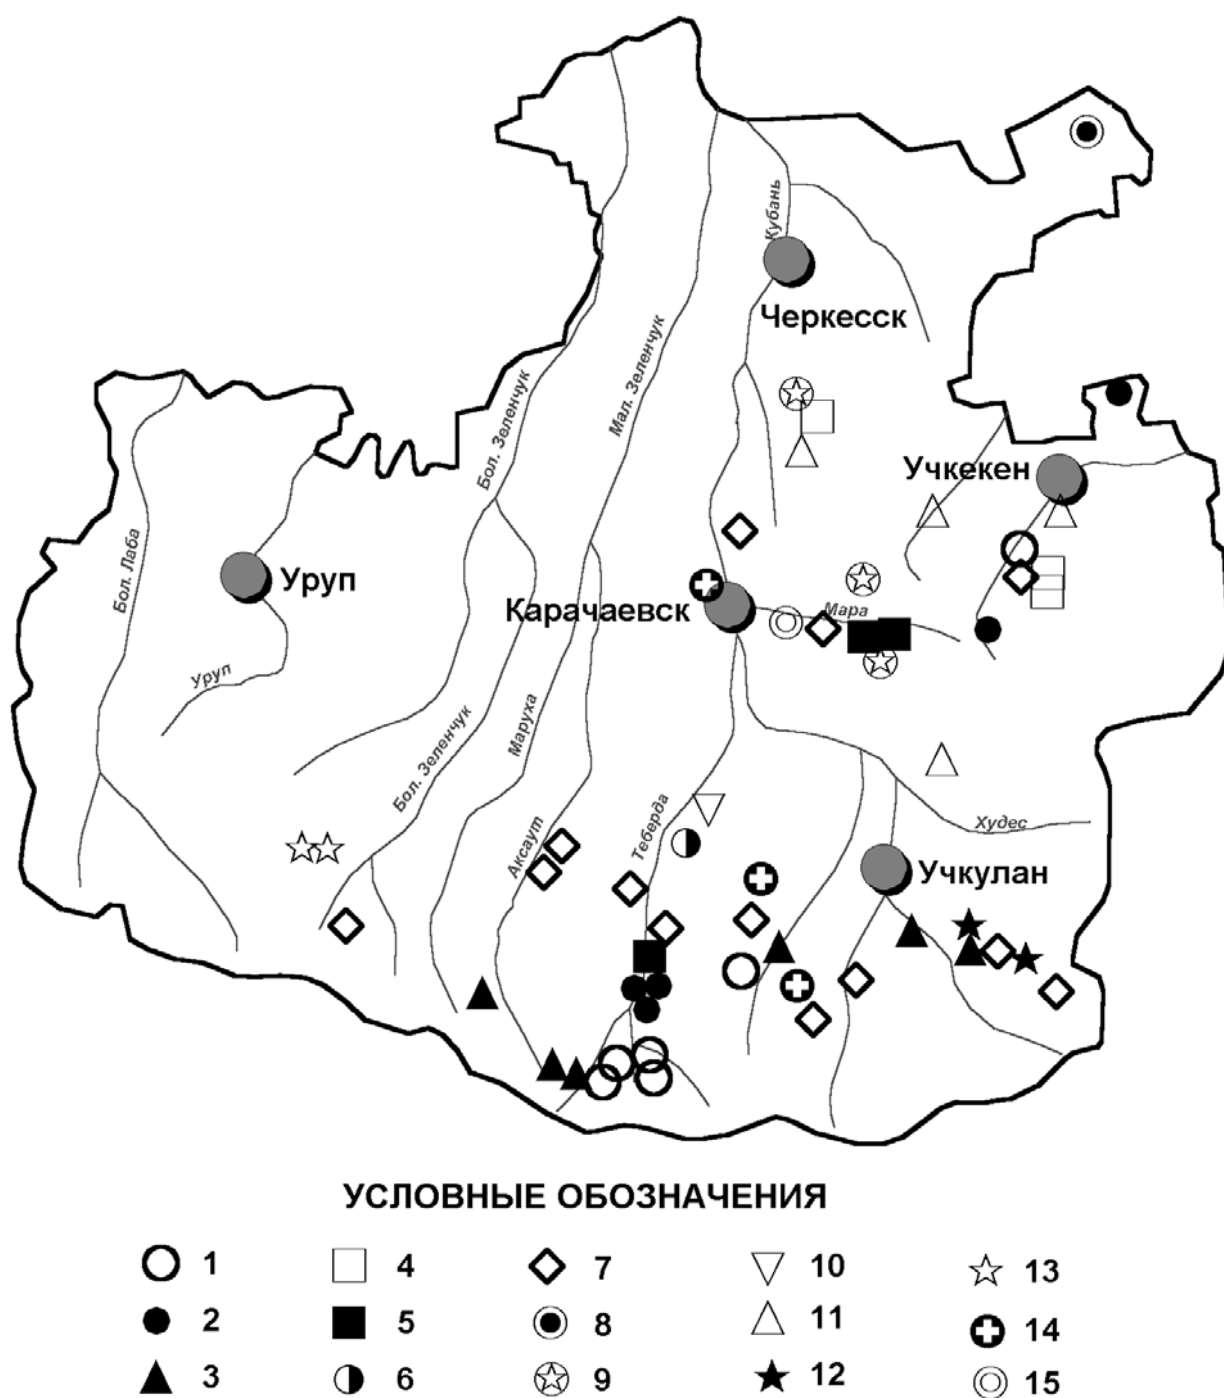 Кубань
Черкесск
Мал. Зеленчук
Бол. Зеленчук
Учкекен
Бол. Лаба
Уруп
Карачаевск
Мара
Уруп
Маруха
Бол. Зеленчук
Аксаут
Теберда
Худес
Учкулан
УСЛОВНЫЕ ОБОЗНАЧЕНИЯ
1 4 7 10 13
2 5 8 11 14
3 6 9 12 15